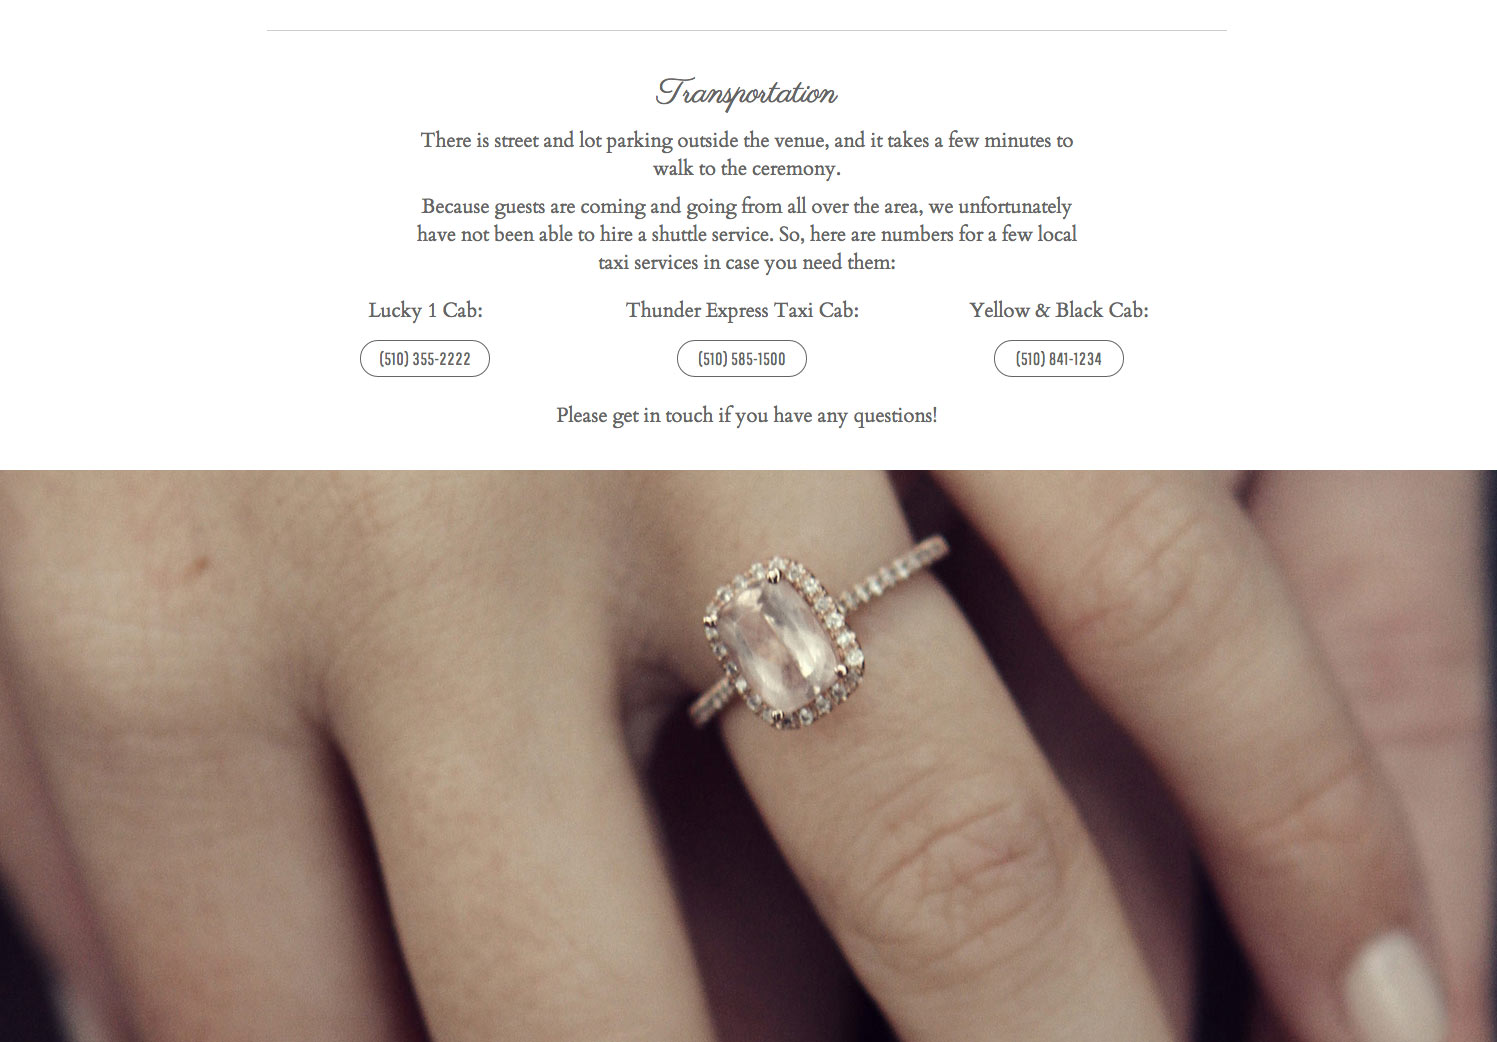 Transportation
There is street and lot parking outside the venue, and it takes a few minutes to
walk to the ceremony.
Because guests are coming and going from all over the area, we unfortunately
have not been able to hire a shuttle service. So, here are numbers for a few local
taxi services in case you need them:
Lucky 1 Cab:
(510) 355-2222
Thunder Express Taxi Cab:
(510) 585-1500
Yellow & Black Cab:
(510) 841-1234
Please get in touch if you have any questions!